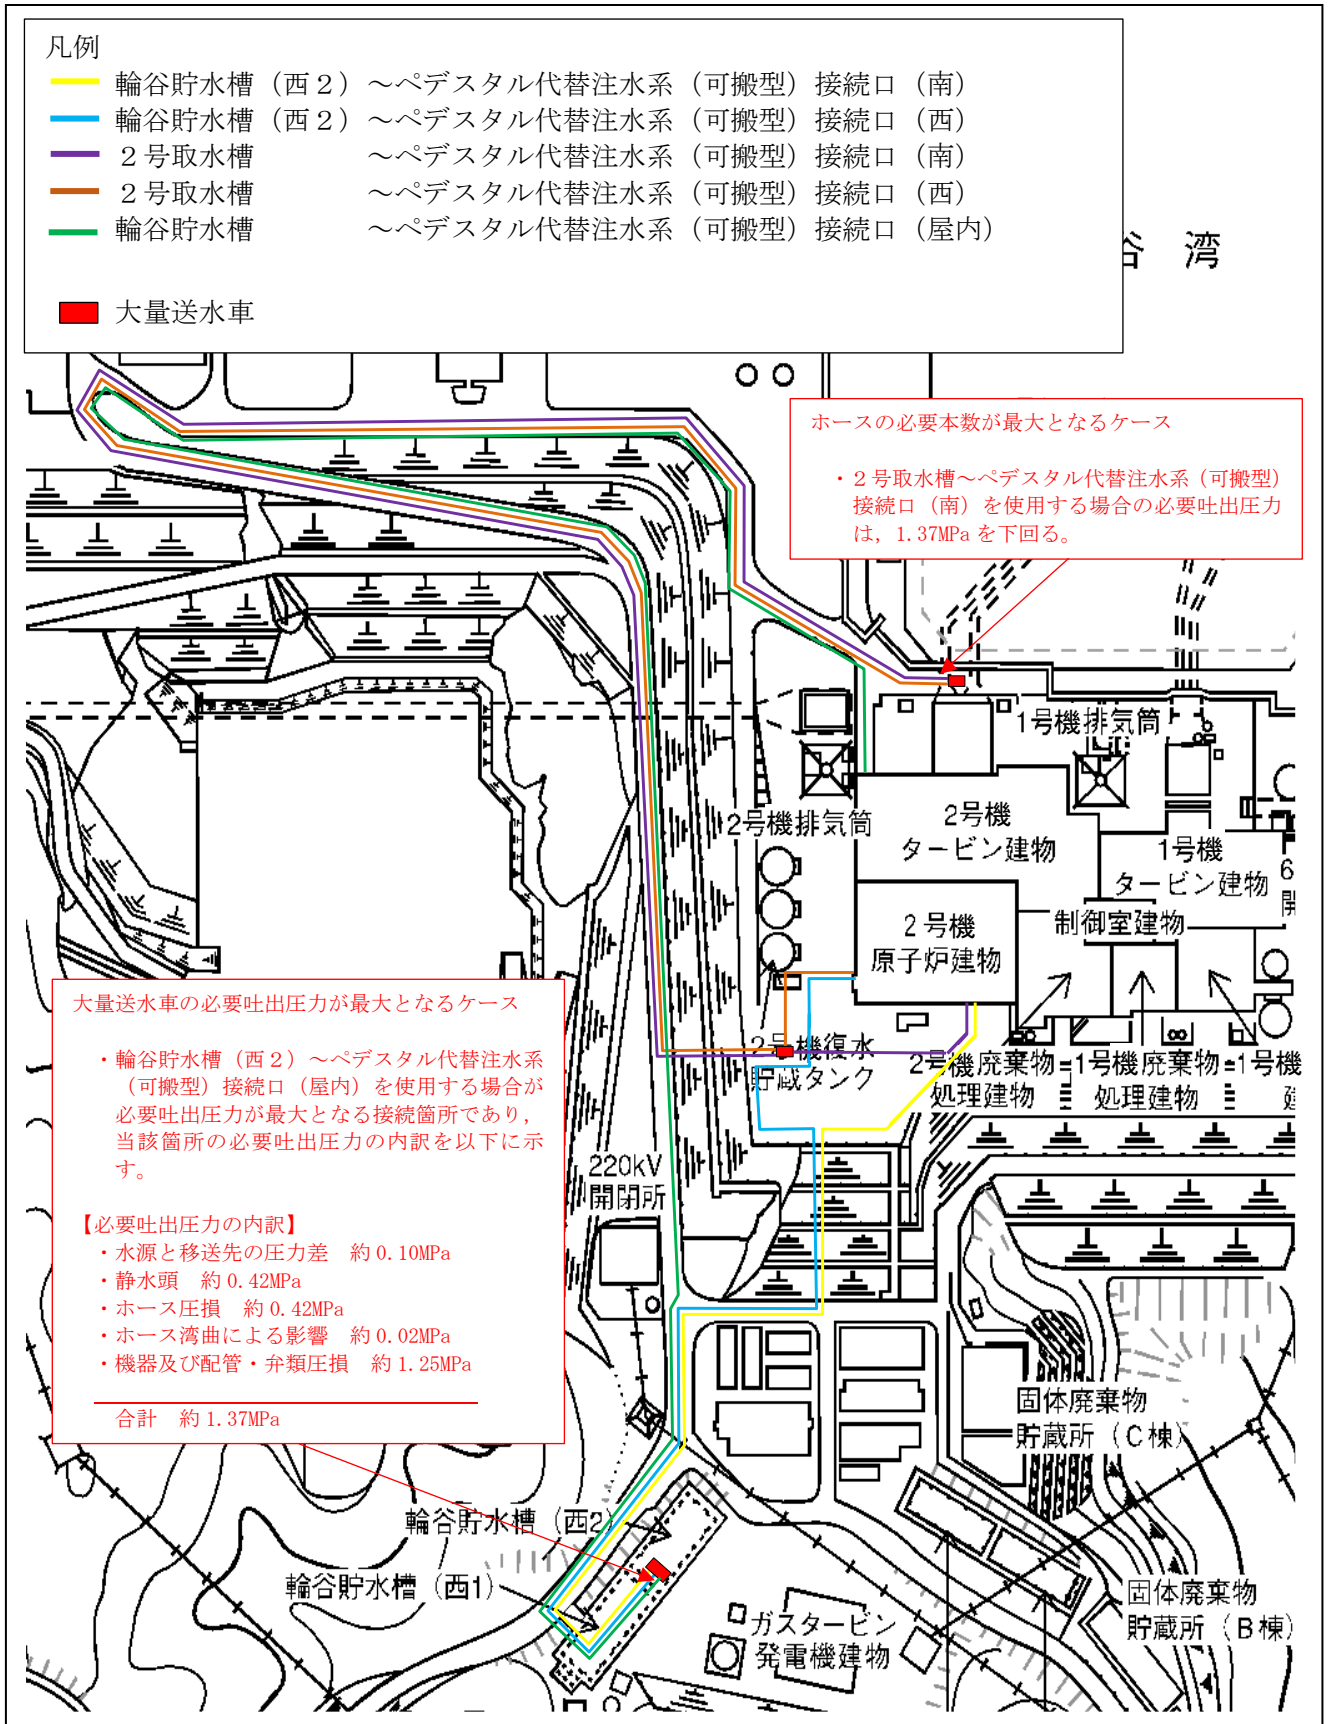 凡例
輪谷貯水槽（西２）～ペデスタル代替注水系（可搬型）接続口（南）
輪谷貯水槽（西２）～ペデスタル代替注水系（可搬型）接続口（西）
２号取水槽　　　　～ペデスタル代替注水系（可搬型）接続口（南）
２号取水槽　　　　～ペデスタル代替注水系（可搬型）接続口（西）
輪谷貯水槽　　　　～ペデスタル代替注水系（可搬型）接続口（屋内）
大量送水車
湾
ホースの必要本数が最大となるケース
・２号取水槽～ペデスタル代替注水系（可搬型）
接続口（南）を使用する場合の必要吐出圧力
は，1.37MPa を下回る。
1号機排気筒
2号機排気筒
2号機
タービン建物
1号機
タービン建物
6
開
制御室建物
２号機
原子炉建物
2号機復水
貯蔵タンク
2号機廃棄物
処理建物
1号機廃棄物
処理建物
1号機
建
大量送水車の必要吐出圧力が最大となるケース
・輪谷貯水槽（西２）～ペデスタル代替注水系
（可搬型）接続口（屋内）を使用する場合が
必要吐出圧力が最大となる接続箇所であり，
当該箇所の必要吐出圧力の内訳を以下に示
す。
【必要吐出圧力の内訳】
・水源と移送先の圧力差　約 0.10MPa
・静水頭　約 0.42MPa
・ホース圧損　約 0.42MPa
・ホース湾曲による影響　約 0.02MPa
・機器及び配管・弁類圧損　約 1.25MPa
合計　約 1.37MPa
220kV
開閉所
固体廃棄物
貯蔵所（C棟）
輪谷貯水槽（西2）
輪谷貯水槽（西1）
ガスタービン
発電機建物
固体廃棄物
貯蔵所（B棟）